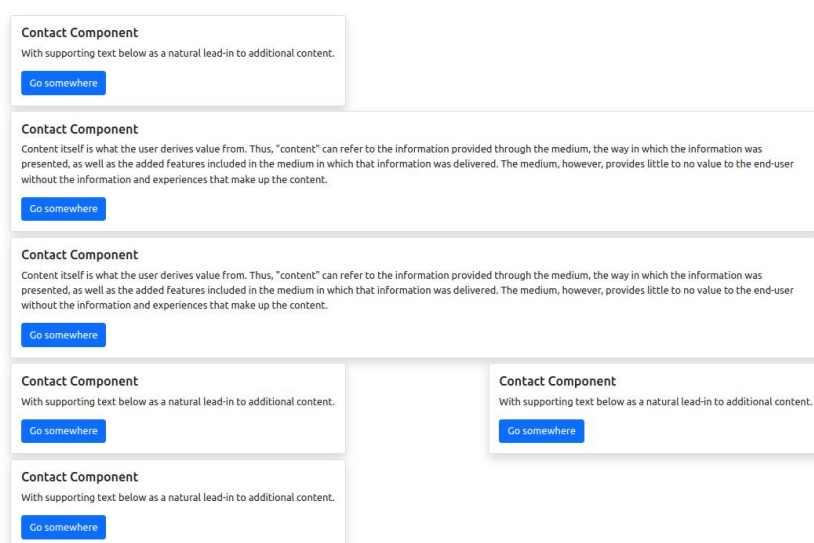 Contact Component
With supporting text below as a natural lead-in to additional content.
Go somewhere
Contact Component
Content itself is what the user derives value from. Thus, "content" can refer to the information provided through the medium, the way in which the information was
presented, as well as the added features included in the medium in which that information was delivered. The medium, however, provides little to no value to the end-user
without the information and experiences that make up the content.
Go somewhere
Contact Component
Content itself is what the user derives value from. Thus, "content" can refer to the information provided through the medium, the way in which the information was
presented, as well as the added features included in the medium in which that information was delivered. The medium, however, provides little to no value to the end-user
without the information and experiences that make up the content.
Go somewhere
Contact Component
With supporting text below as a natural lead-in to additional content.
Go somewhere
Contact Component
With supporting text below as a natural lead-in to additional content.
Go somewhere
Contact Component
With supporting text below as a natural lead-in to additional content.
Go somewhere